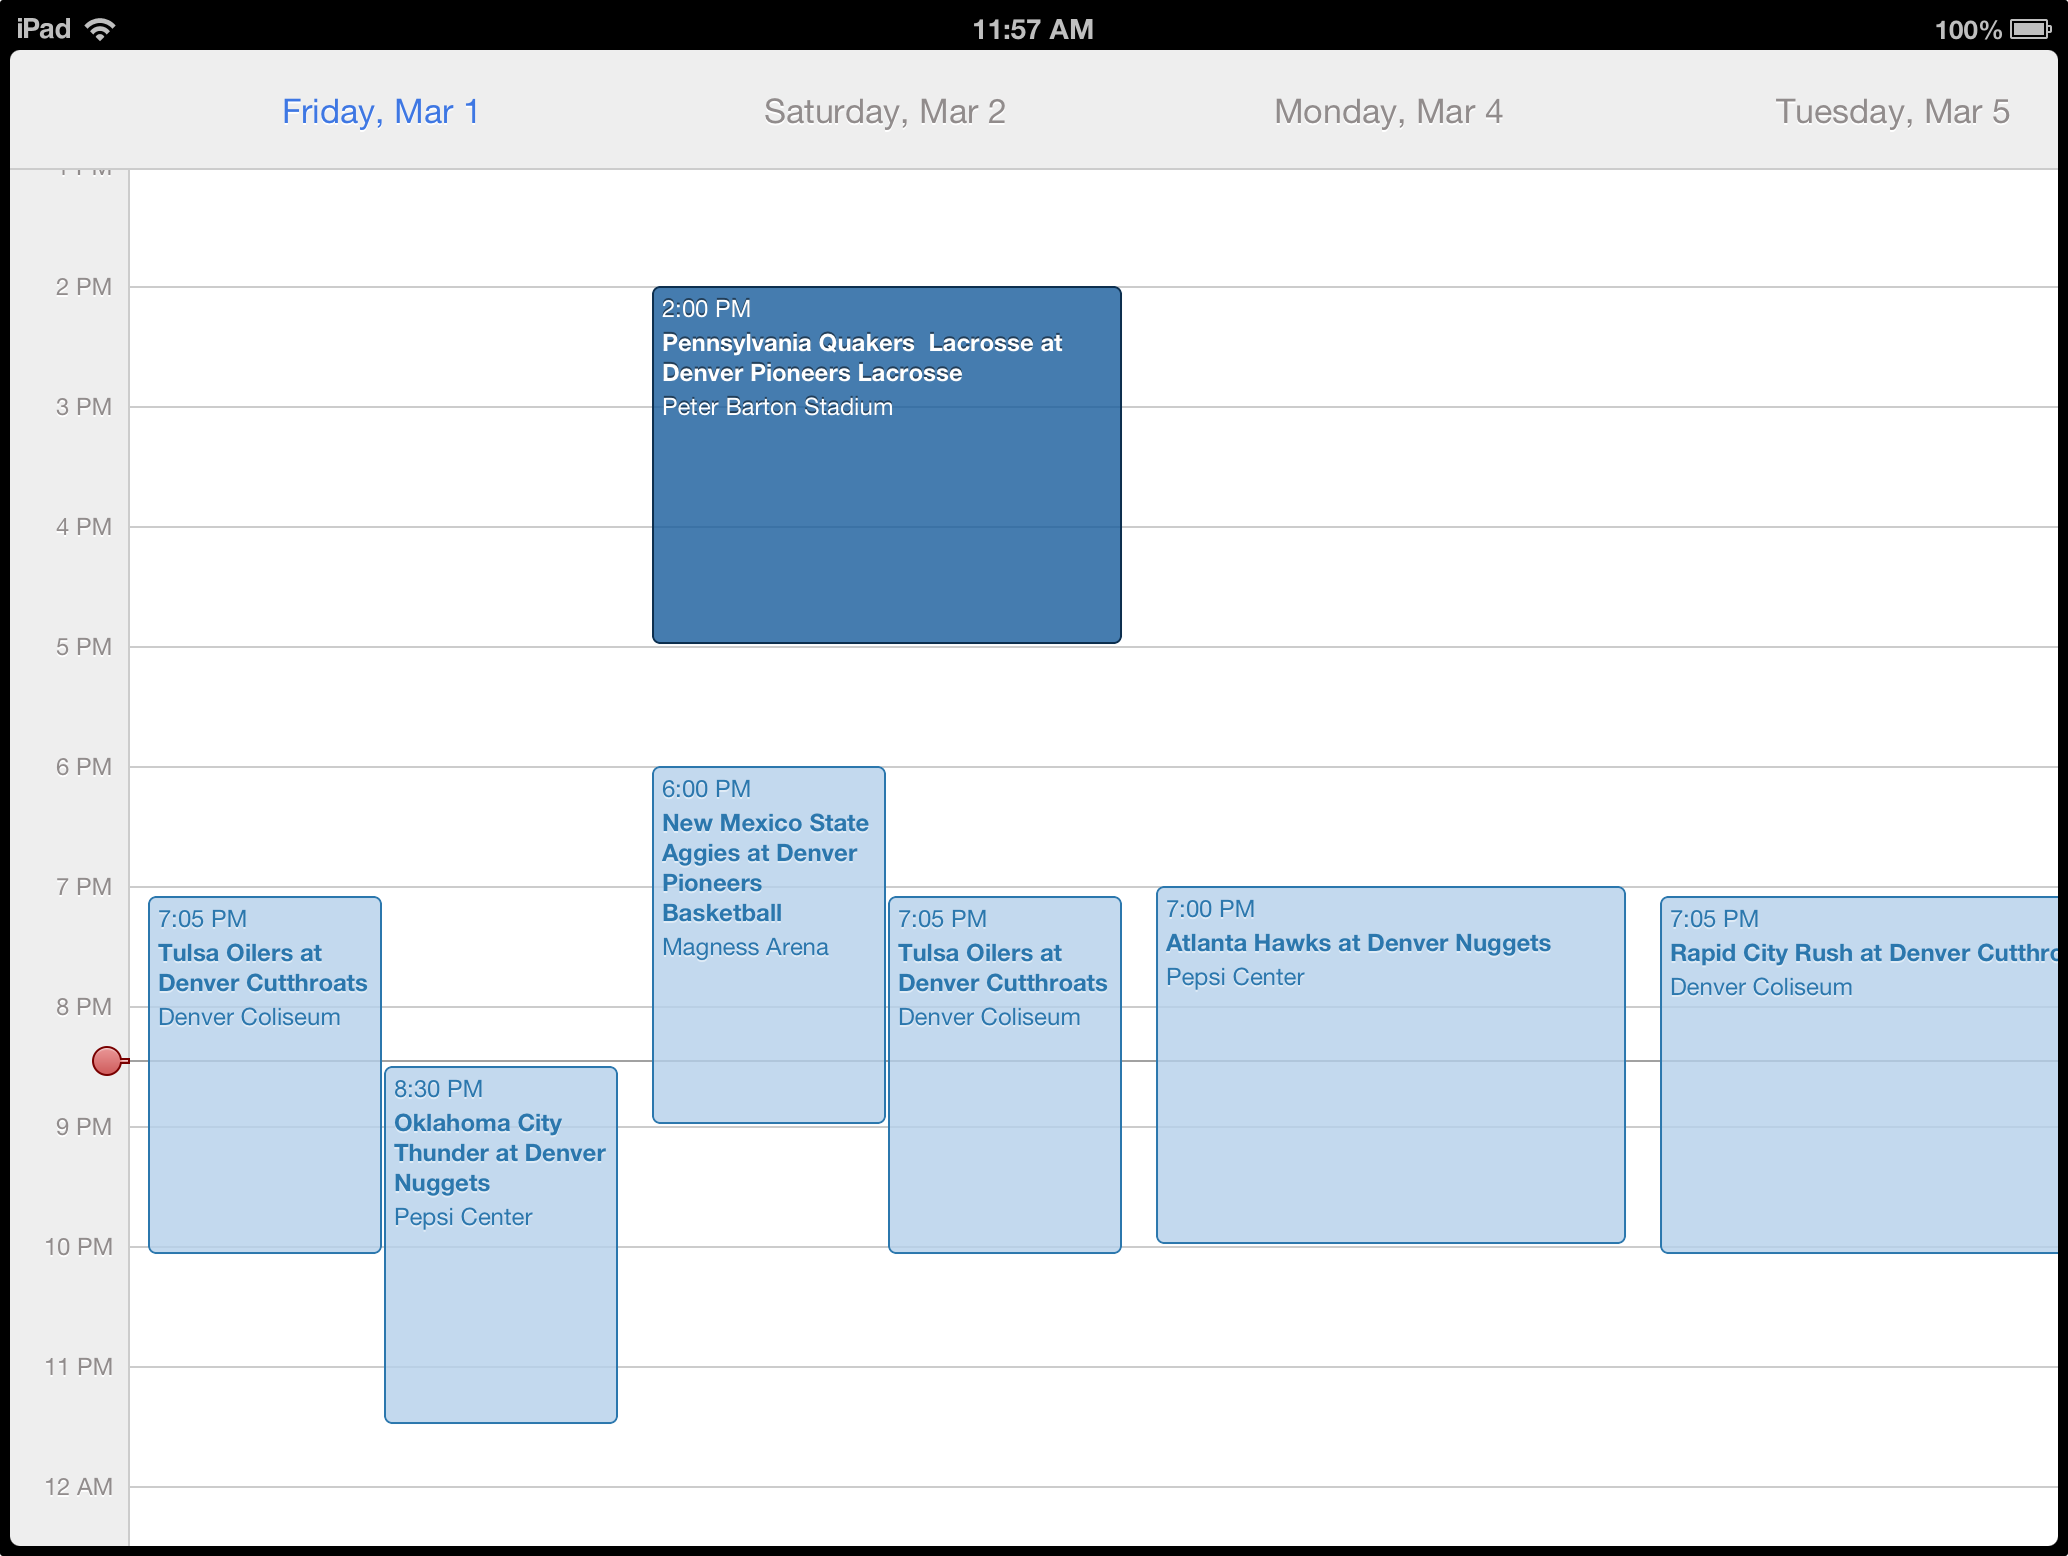 iPad 11:57 AM 100%
Friday, Mar 1 Saturday, Mar 2 Monday, Mar 4 Tuesday, Mar 5
2 PM
3 PM
4 PM
5 PM
6 PM
7 PM
8 PM
9 PM
10 PM
11 PM
12 AM
7:05 PM
Tulsa Oilers at
Denver Cutthroats
Denver Coliseum
8:30 PM
Oklahoma City
Thunder at Denver
Nuggets
Pepsi Center
2:00 PM
Pennsylvania Quakers  Lacrosse at
Denver Pioneers Lacrosse
Peter Barton Stadium
6:00 PM
New Mexico State
Aggies at Denver
Pioneers
Basketball
Magness Arena
7:05 PM
Tulsa Oilers at
Denver Cutthroats
Denver Coliseum
7:00 PM
Atlanta Hawks at Denver Nuggets
Pepsi Center
7:05 PM
Rapid City Rush at Denver Cutthro
Denver Coliseum